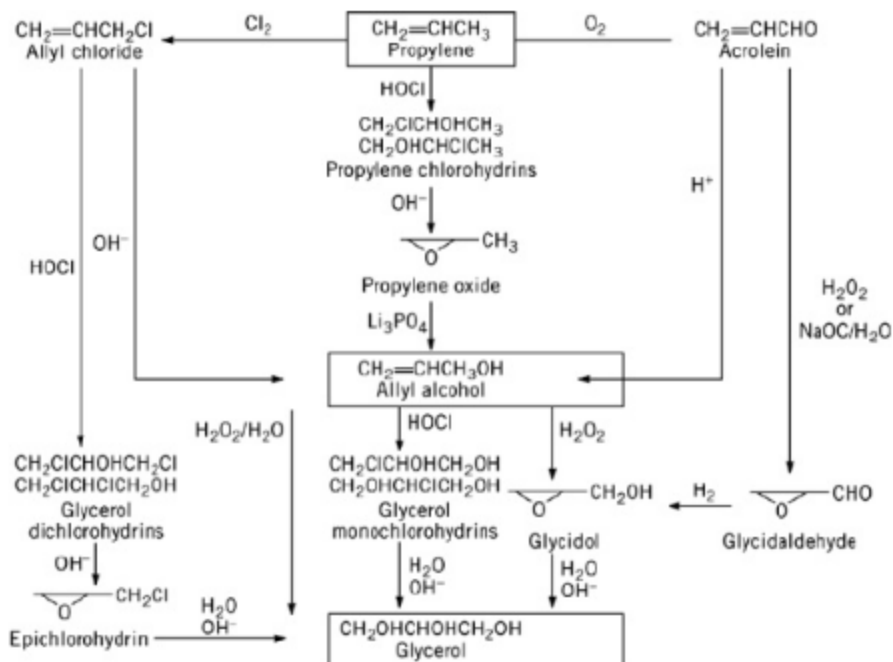 CH₂=CHCH₂Cl
Allyl chloride
Cl₂
CH₂=CHCH₃
Propylene
O₂
CH₂=CHCHO
Acrolein
HOCl
CH₂ClCHOHCH₃
CH₂OHCHClCH₃
Propylene chlorohydrins
H⁺
OH⁻
OH⁻
HOCl
CH₃
O
Propylene oxide
H₂O₂
or
NaOC/H₂O
Li₃PO₄
CH₂=CHCH₃OH
Allyl alcohol
H₂O₂/H₂O
HOCl
H₂O₂
CH₂ClCHOHCH₂Cl
CH₂ClCHClCH₂OH
Glycerol
dichlorohydrins
CH₂ClCHOHCH₂OH
CH₂OHCHClCH₂OH
Glycerol
monochlorohydrins
CH₂OH
O
Glycidol
H₂
CHO
O
Glycidaldehyde
OH⁻
CH₂Cl
O
Epichlorohydrin
H₂O
OH⁻
H₂O
OH⁻
H₂O
OH⁻
CH₂OHCHOHCH₂OH
Glycerol